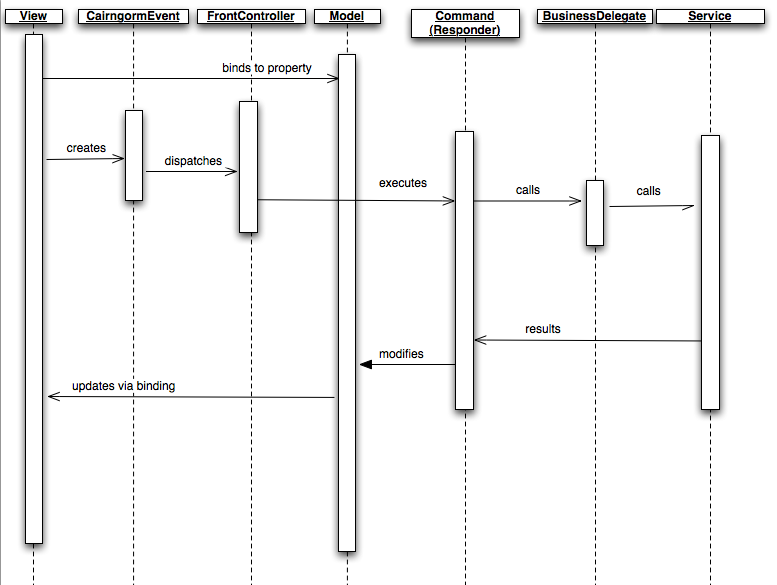 View
CairngormEvent
FrontController
Model
Command
(Responder)
BusinessDelegate
Service
binds to property
creates
dispatches
executes
calls
calls
results
modifies
updates via binding